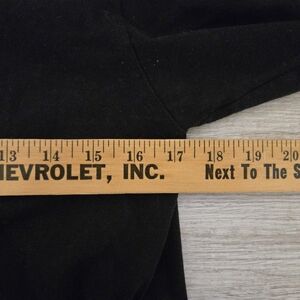 13 14 15 16 17 18 19 20
HEVROLET, INC. Next To The S